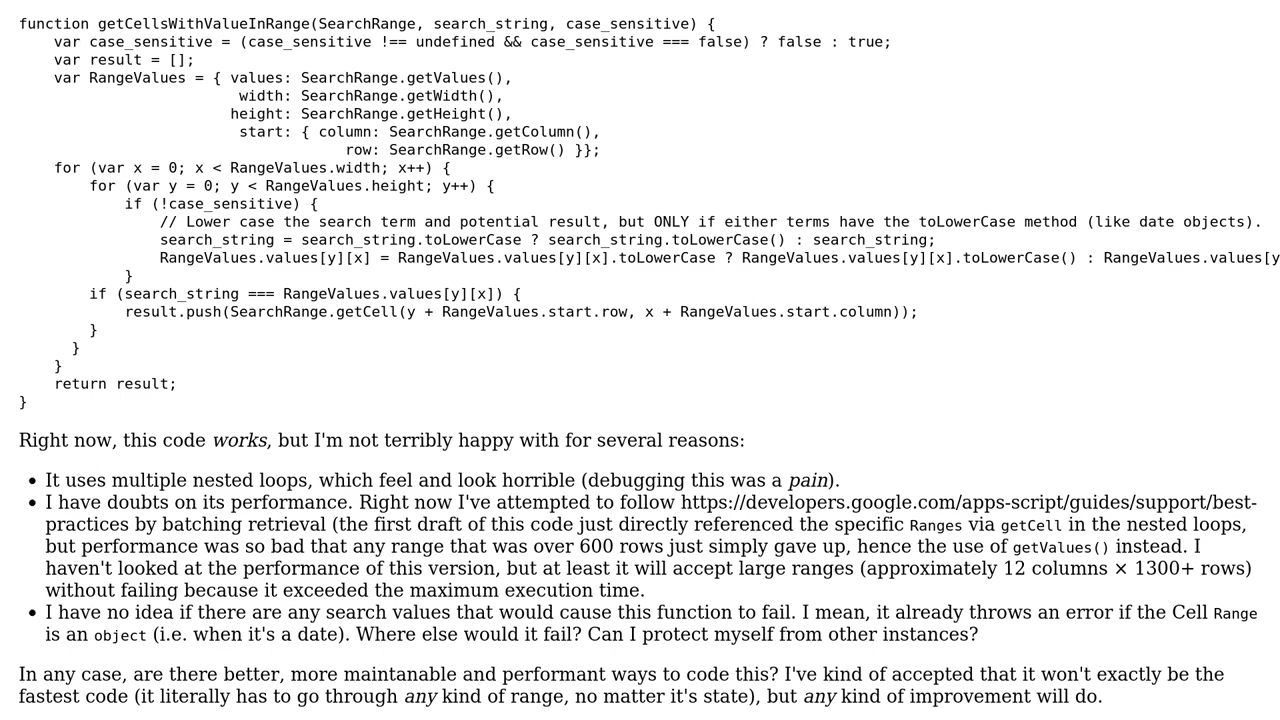 function getCellsWithValueInRange(SearchRange, search_string, case_sensitive) {
    var case_sensitive = (case_sensitive !== undefined && case_sensitive === false) ? false : true;
    var result = [];
    var RangeValues = { values: SearchRange.getValues(),
                         width: SearchRange.getWidth(),
                        height: SearchRange.getHeight(),
                         start: { column: SearchRange.getColumn(),
                                     row: SearchRange.getRow() }};
    for (var x = 0; x < RangeValues.width; x++) {
        for (var y = 0; y < RangeValues.height; y++) {
            if (!case_sensitive) {
                // Lower case the search term and potential result, but ONLY if either terms have the toLowerCase method (like date objects).
                search_string = search_string.toLowerCase ? search_string.toLowerCase() : search_string;
                RangeValues.values[y][x] = RangeValues.values[y][x].toLowerCase ? RangeValues.values[y][x].toLowerCase() : RangeValues.values[y
            }
        if (search_string === RangeValues.values[y][x]) {
            result.push(SearchRange.getCell(y + RangeValues.start.row, x + RangeValues.start.column));
        }
      }
    }
    return result;
}
Right now, this code works, but I'm not terribly happy with for several reasons:
• It uses multiple nested loops, which feel and look horrible (debugging this was a pain).
• I have doubts on its performance. Right now I've attempted to follow https://developers.google.com/apps-script/guides/support/best-
practices by batching retrieval (the first draft of this code just directly referenced the specific Ranges via getCell in the nested loops,
but performance was so bad that any range that was over 600 rows just simply gave up, hence the use of getValues() instead. I
haven't looked at the performance of this version, but at least it will accept large ranges (approximately 12 columns × 1300+ rows)
without failing because it exceeded the maximum execution time.
• I have no idea if there are any search values that would cause this function to fail. I mean, it already throws an error if the Cell Range
is an object (i.e. when it's a date). Where else would it fail? Can I protect myself from other instances?
In any case, are there better, more maintanable and performant ways to code this? I've kind of accepted that it won't exactly be the
fastest code (it literally has to go through any kind of range, no matter it's state), but any kind of improvement will do.